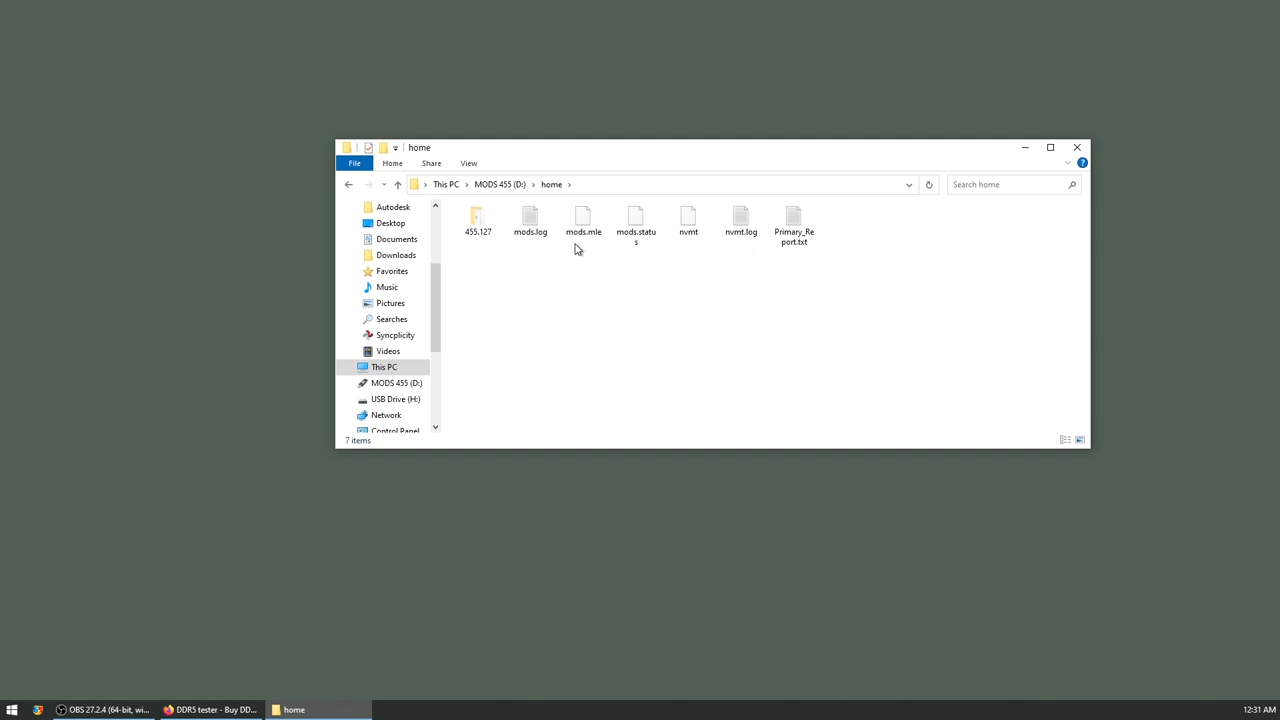 home
File
Home
Share
View
This PC
MODS 455 (D:)
home
Search home
Autodesk
Desktop
Documents
Downloads
Favorites
Music
Pictures
Searches
Syncplicity
Videos
This PC
MODS 455 (D:)
USB Drive (H:)
Network
Control Panel
455.127
mods.log
mods.mle
mods.statu
s
nvmt
nvmt.log
Primary_Re
port.txt
7 items
OBS 27.2.4 (64-bit, wi...
DDR5 tester - Buy DD...
home
12:31 AM